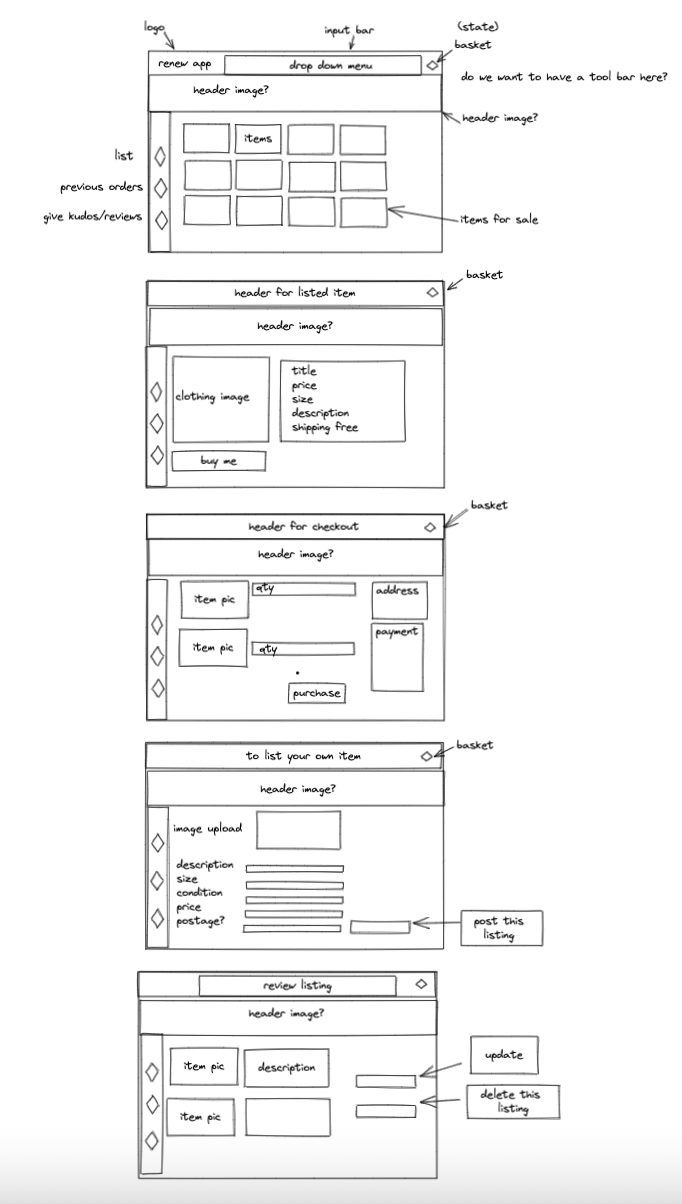 logo
input bar
(state)
basket
renew app
drop down menu
do we want to have a tool bar here?
header image?
header image?
items
list
previous orders
give kudos/reviews
items for sale
basket
header for listed item
header image?
clothing image
title
price
size
description
shipping free
buy me
basket
header for checkout
header image?
item pic
qty
address
item pic
qty
payment
purchase
basket
to list your own item
header image?
image upload
description
size
condition
price
postage?
post this
listing
review listing
header image?
item pic
description
update
item pic
delete this
listing